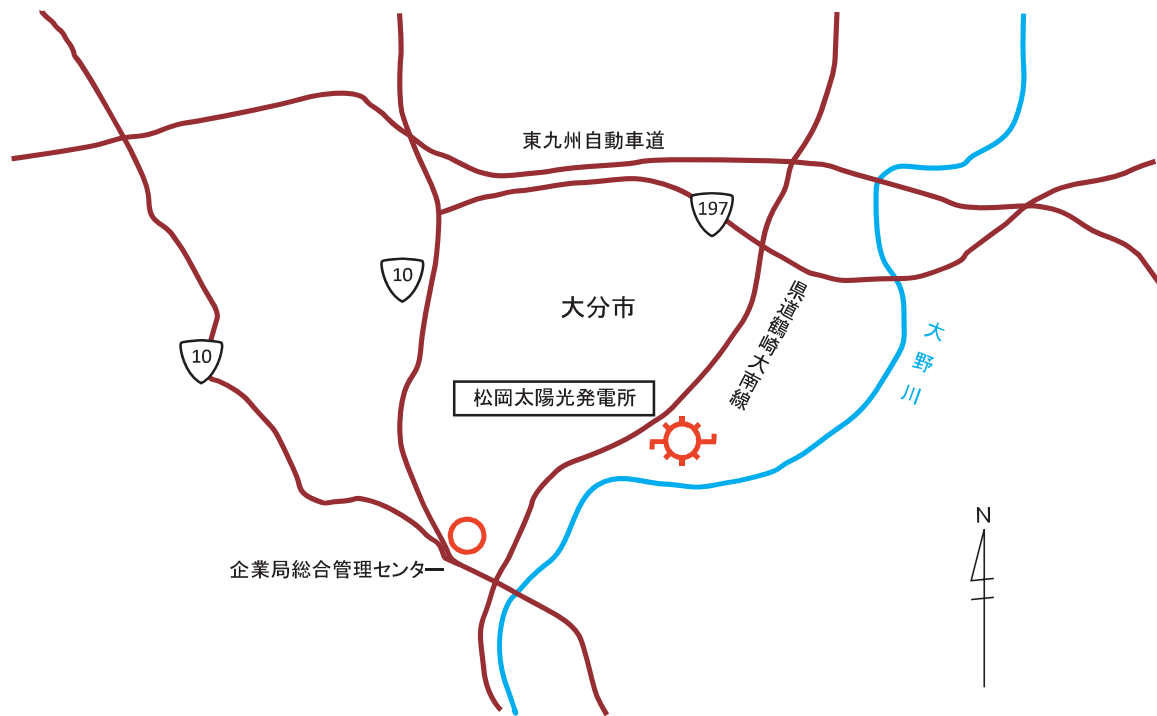 東九州自動車道
197
10
大分市
県道鶴崎大南線
大野川
10
松岡太陽光発電所
N
企業局総合管理センター